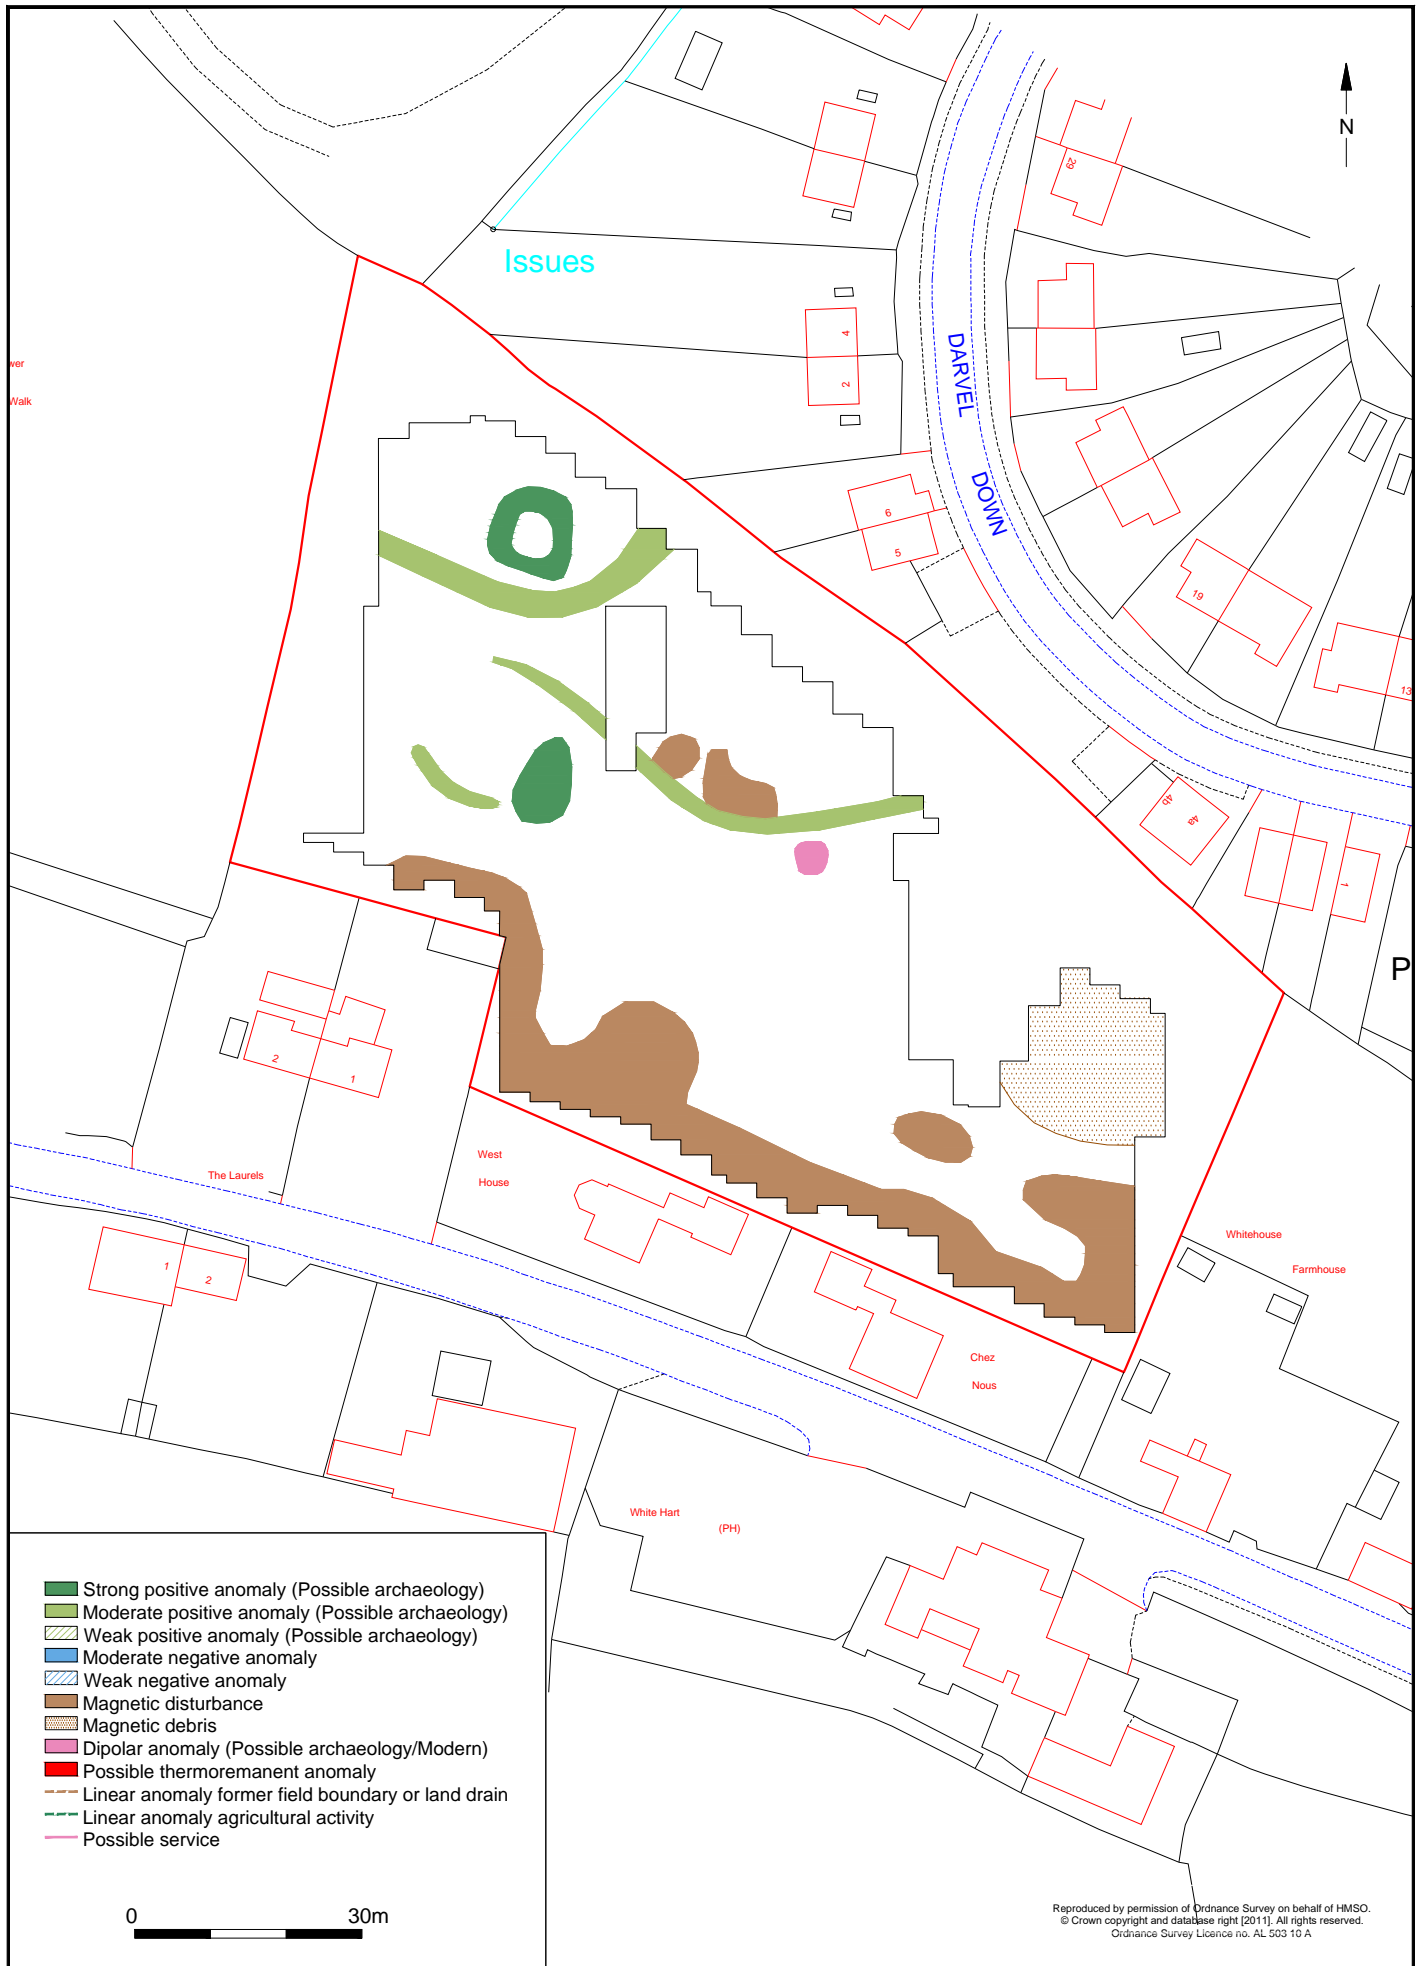 N
29
Issues
wer
Walk
4
2
DARVEL
DOWN
6
5
19
13
4b
4a
1
P
2
1
The Laurels
West
House
Whitehouse
Farmhouse
1
2
Chez
Nous
White Hart
(PH)
Strong positive anomaly (Possible archaeology)
Moderate positive anomaly (Possible archaeology)
Weak positive anomaly (Possible archaeology)
Moderate negative anomaly
Weak negative anomaly
Magnetic disturbance
Magnetic debris
Dipolar anomaly (Possible archaeology/Modern)
Possible thermoremanent anomaly
Linear anomaly former field boundary or land drain
Linear anomaly agricultural activity
Possible service
0 30m
Reproduced by permission of Ordnance Survey on behalf of HMSO.
© Crown copyright and database right [2011]. All rights reserved.
Ordnance Survey Licence no. AL 503 10 A